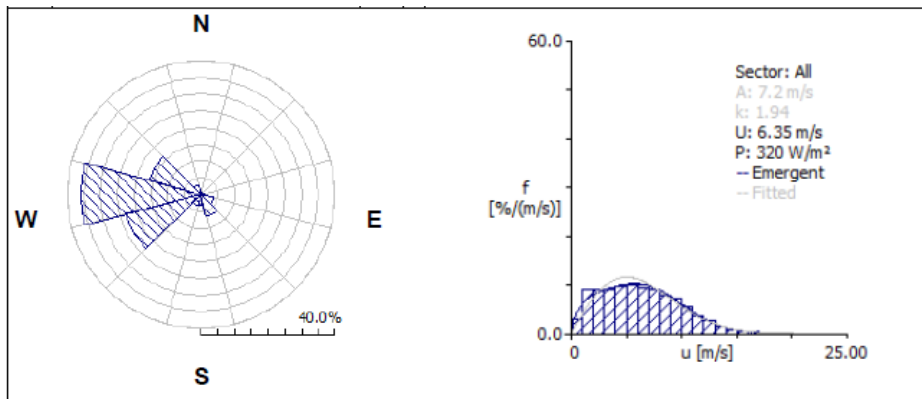 N
W
E
S
40.0%
60.0
f
[%/(m/s)]
0.0
0
u [m/s]
25.00
Sector: All
A: 7.2 m/s
k: 1.94
U: 6.35 m/s
P: 320 W/m²
-- Emergent
-- Fitted